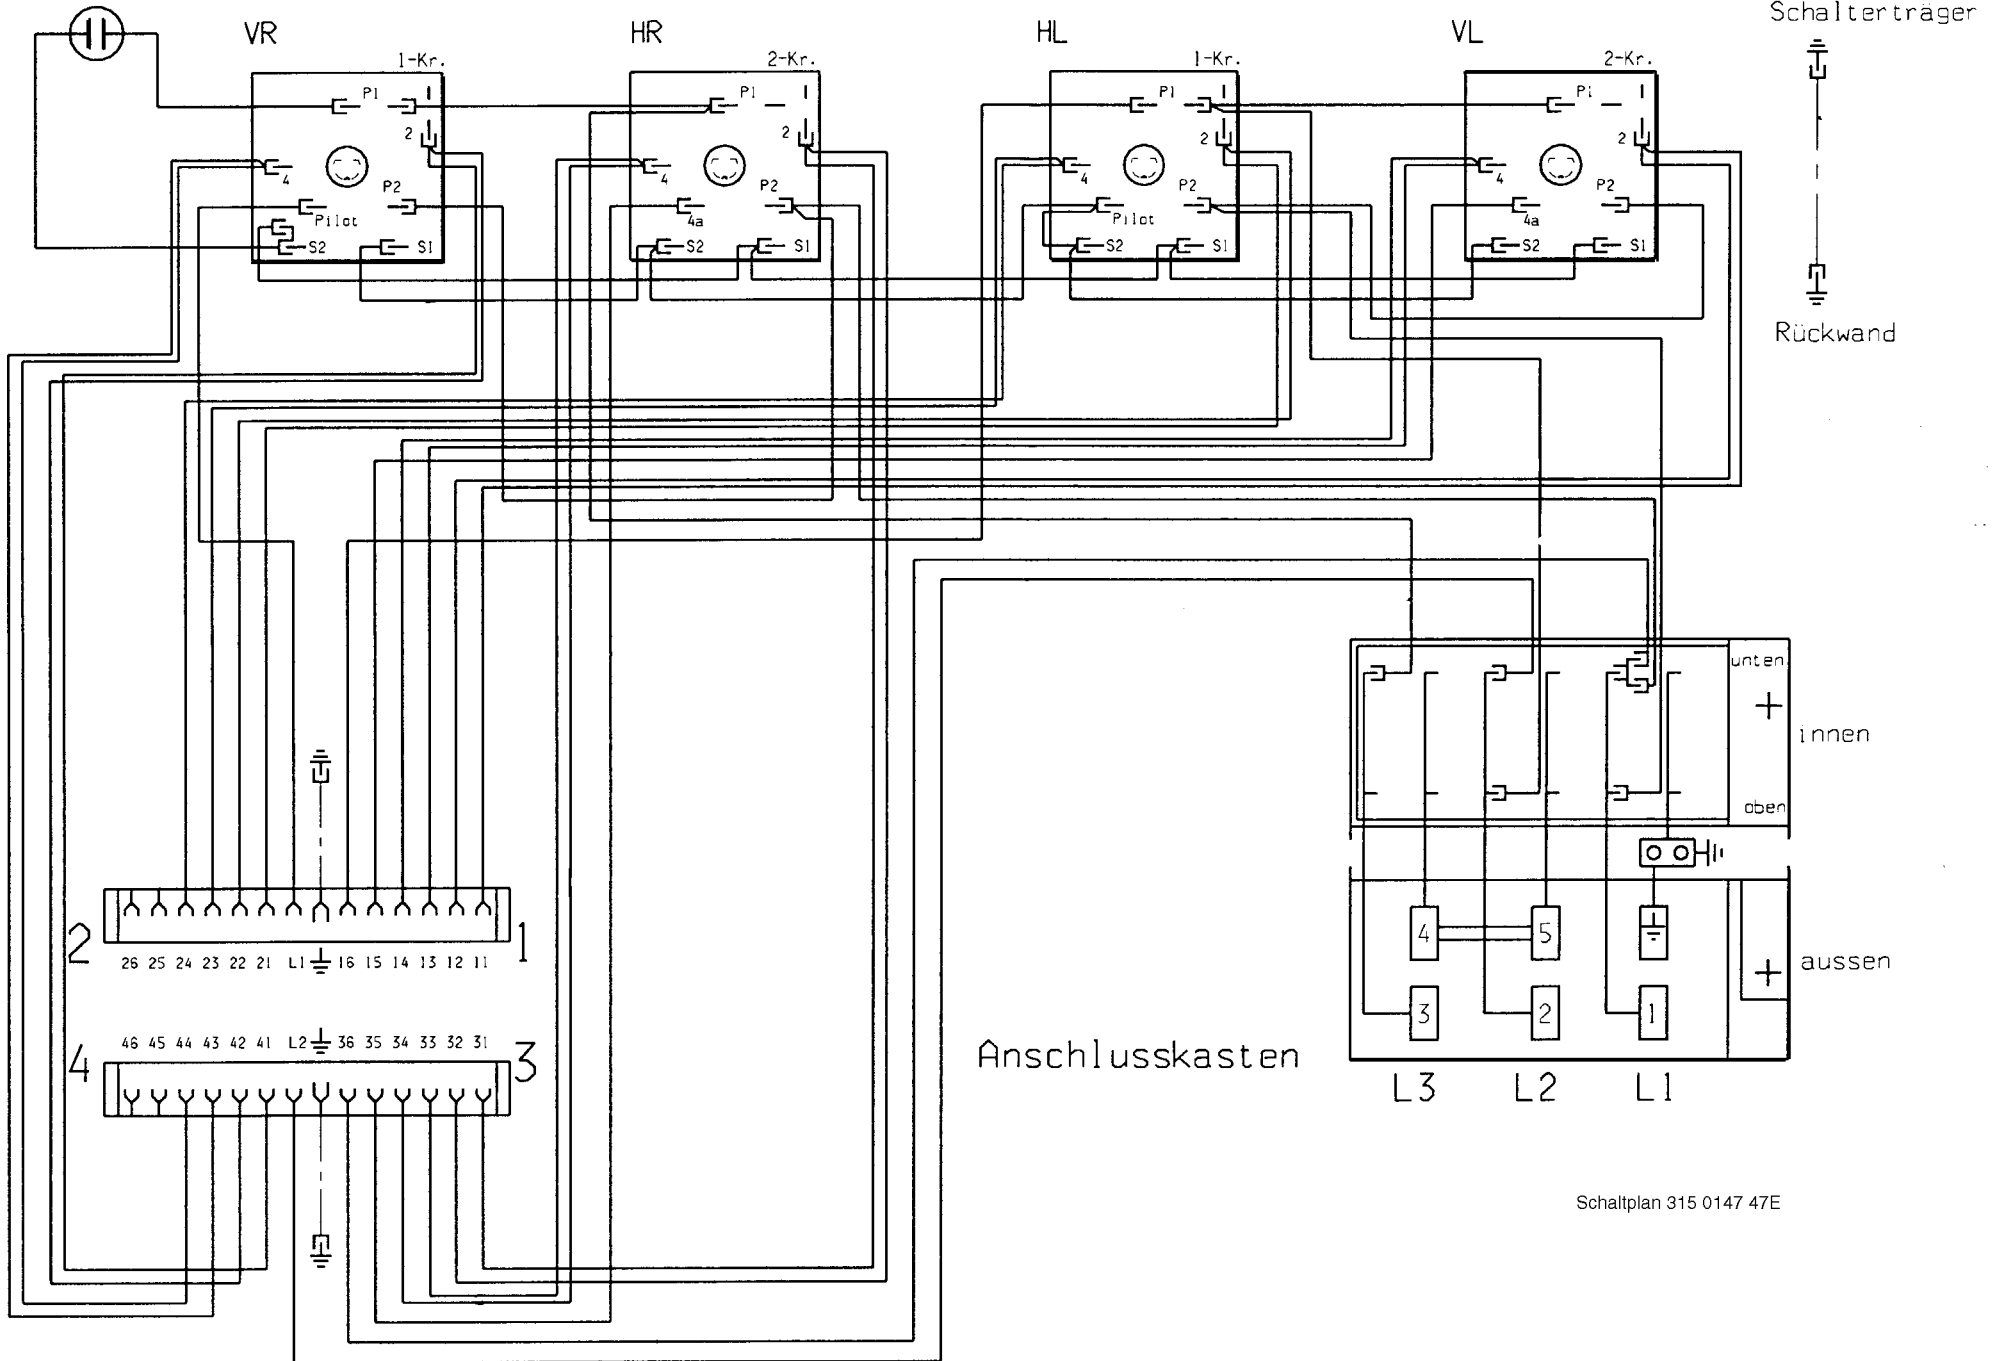 Schalterträger
VR
HR
HL
VL
1-Kr.
2-Kr.
1-Kr.
2-Kr.
P1
P1
P1
P1
2
2
2
2
4
4
4
4
P2
P2
P2
P2
Pilot
4a
Pilot
4a
S2
S1
S2
S1
S2
S1
S2
S1
Rückwand
unten
innen
oben
2
1
26 25 24 23 22 21 L1 16 15 14 13 12 11
4
5
aussen
3
2
1
46 45 44 43 42 41 L2 36 35 34 33 32 31
4
3
Anschlusskasten
L3
L2
L1
Schaltplan 315 0147 47E